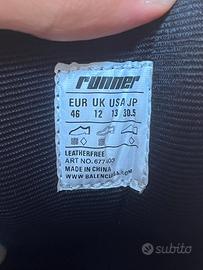 runner
EUR UK USA JP
46 12 13 30.5
LEATHERFREE
ART NO. 677403
MADE IN CHINA
WWW.BALENCIAGA.COM
subito